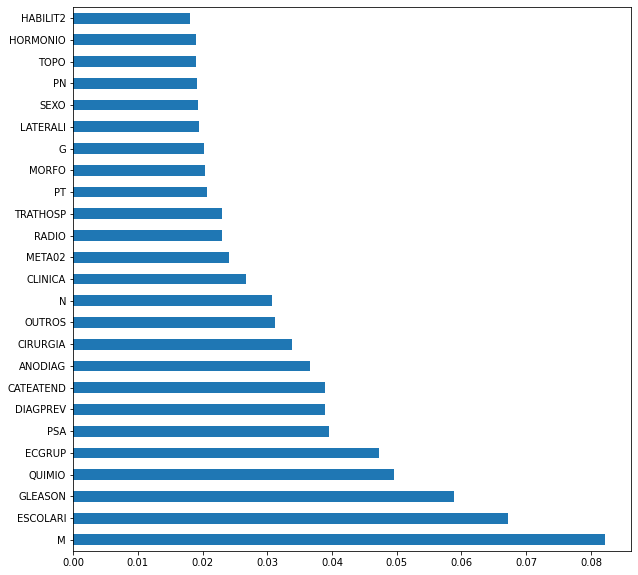 HABILIT2
HORMONIO
TOPO
PN
SEXO
LATERALI
G
MORFO
PT
TRATHOSP
RADIO
META02
CLINICA
N
OUTROS
CIRURGIA
ANODIAG
CATEATEND
DIAGPREV
PSA
ECGRUP
QUIMIO
GLEASON
ESCOLARI
M
0.00 0.01 0.02 0.03 0.04 0.05 0.06 0.07 0.08